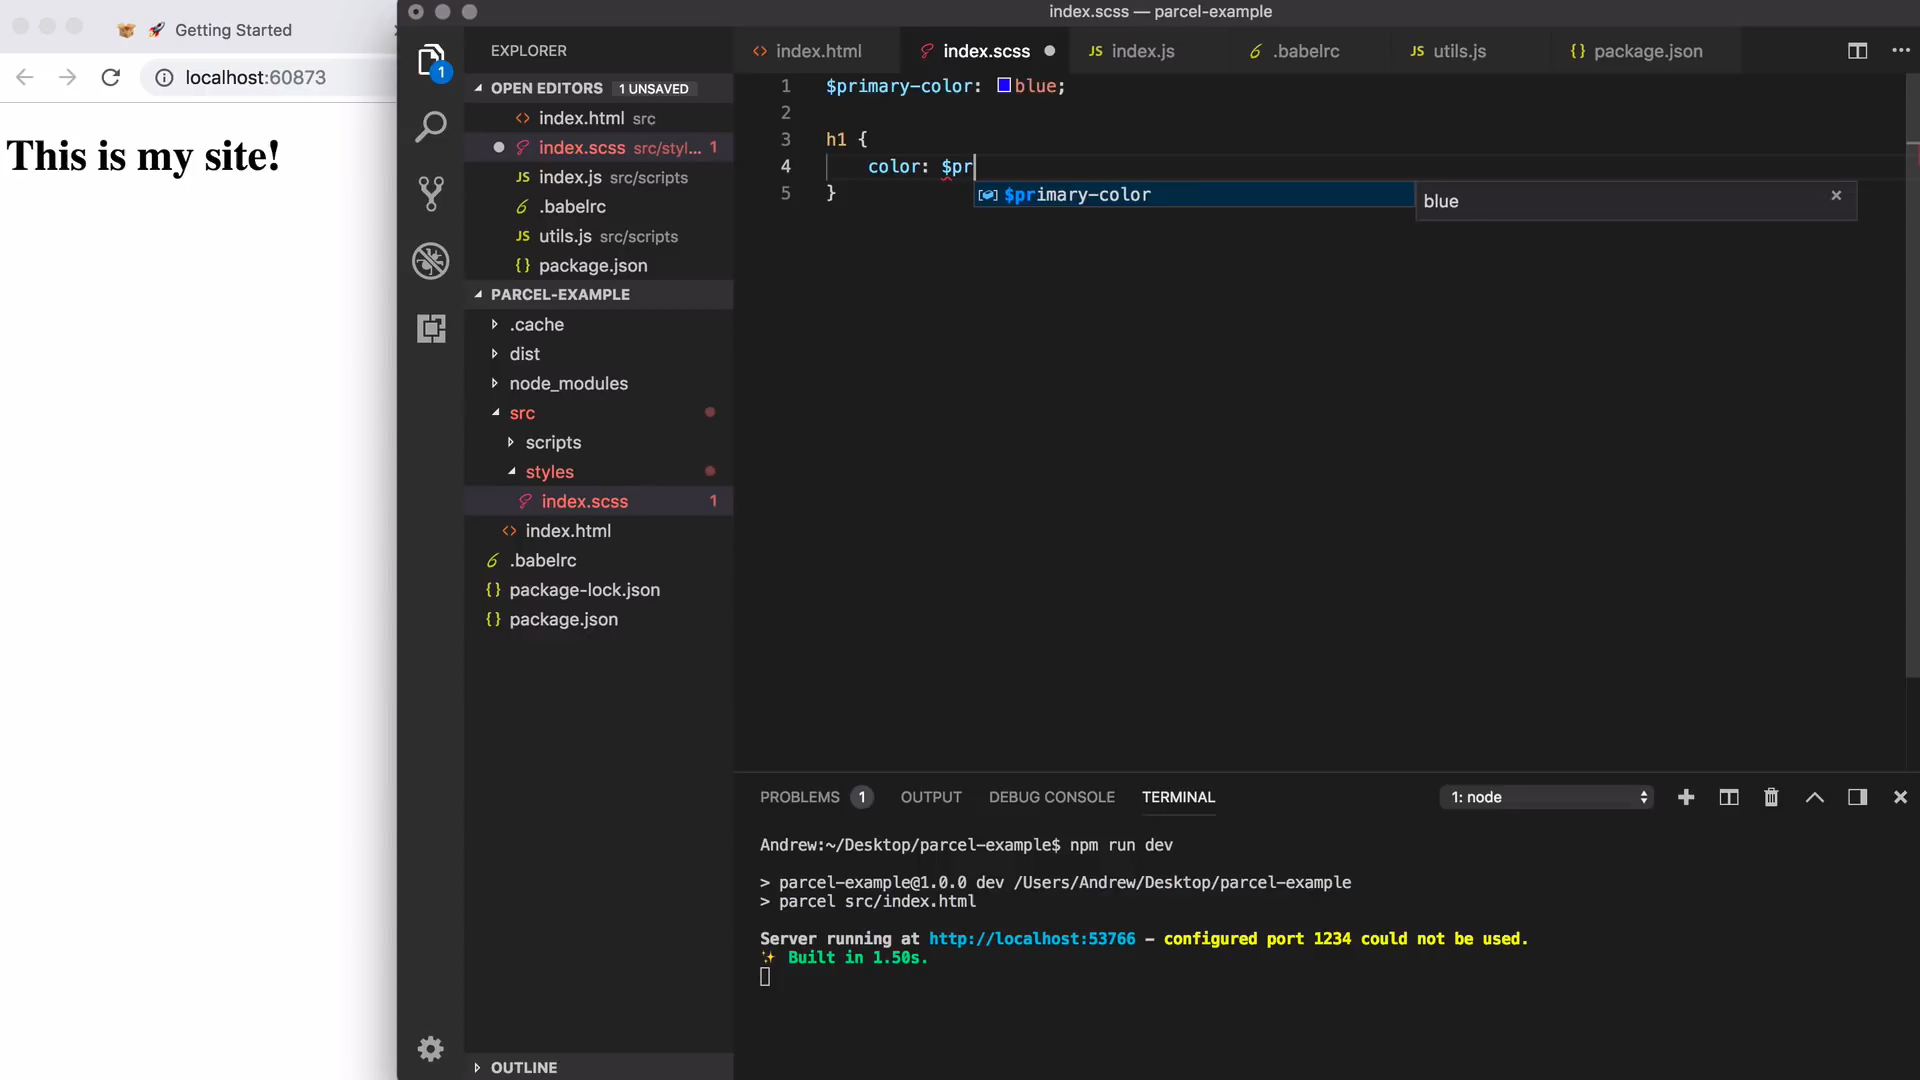 Getting Started
localhost:60873
This is my site!
index.scss — parcel-example
EXPLORER
OPEN EDITORS 1 UNSAVED
index.html src
index.scss src/styl... 1
JS index.js src/scripts
.babelrc
JS utils.js src/scripts
{} package.json
PARCEL-EXAMPLE
.cache
dist
node_modules
src
scripts
styles
index.scss 1
<> index.html
.babelrc
{} package-lock.json
{} package.json
OUTLINE
1
<> index.html
index.scss
JS index.js
.babelrc
JS utils.js
{} package.json
1 $primary-color: blue;
2
3 h1 {
4 color: $pr
5 }
$primary-color
blue
PROBLEMS 1 OUTPUT DEBUG CONSOLE TERMINAL
1: node
Andrew:~/Desktop/parcel-example$ npm run dev
> parcel-example@1.0.0 dev /Users/Andrew/Desktop/parcel-example
> parcel src/index.html
Server running at http://localhost:53766 – configured port 1234 could not be used.
✨ Built in 1.50s.